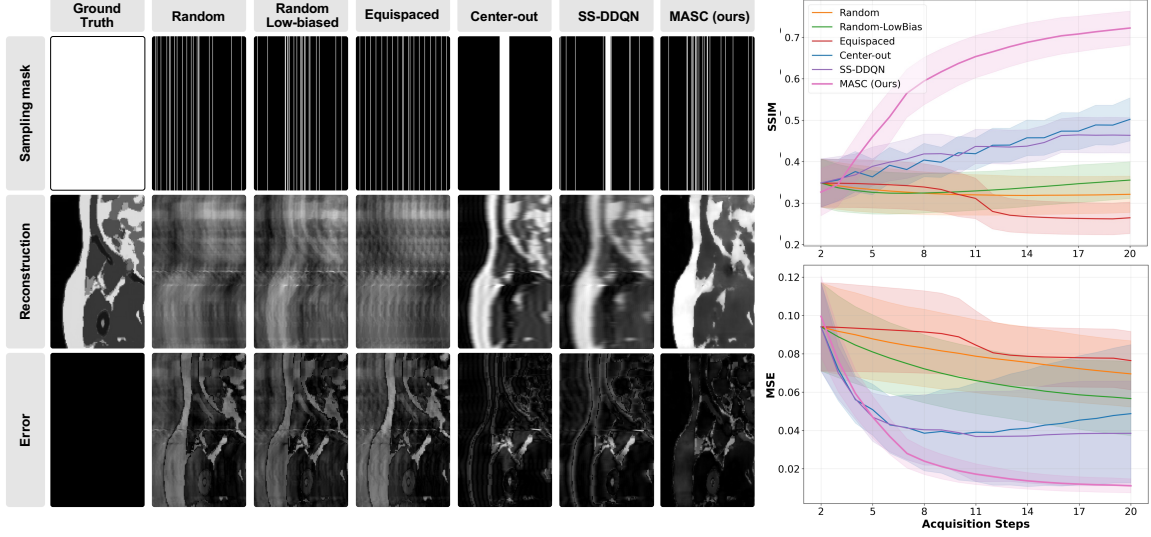 Ground
Truth
Random
Random
Low-biased
Equispaced
Center-out
SS-DDQN
MASC (ours)
Sampling mask
Reconstruction
Error
SSIM
0.7
0.6
0.5
0.4
0.3
0.2
Random
Random-LowBias
Equispaced
Center-out
SS-DDQN
MASC (Ours)
2 5 8 11 14 17 20
MSE
0.12
0.10
0.08
0.06
0.04
0.02
2 5 8 11 14 17 20
Acquisition Steps